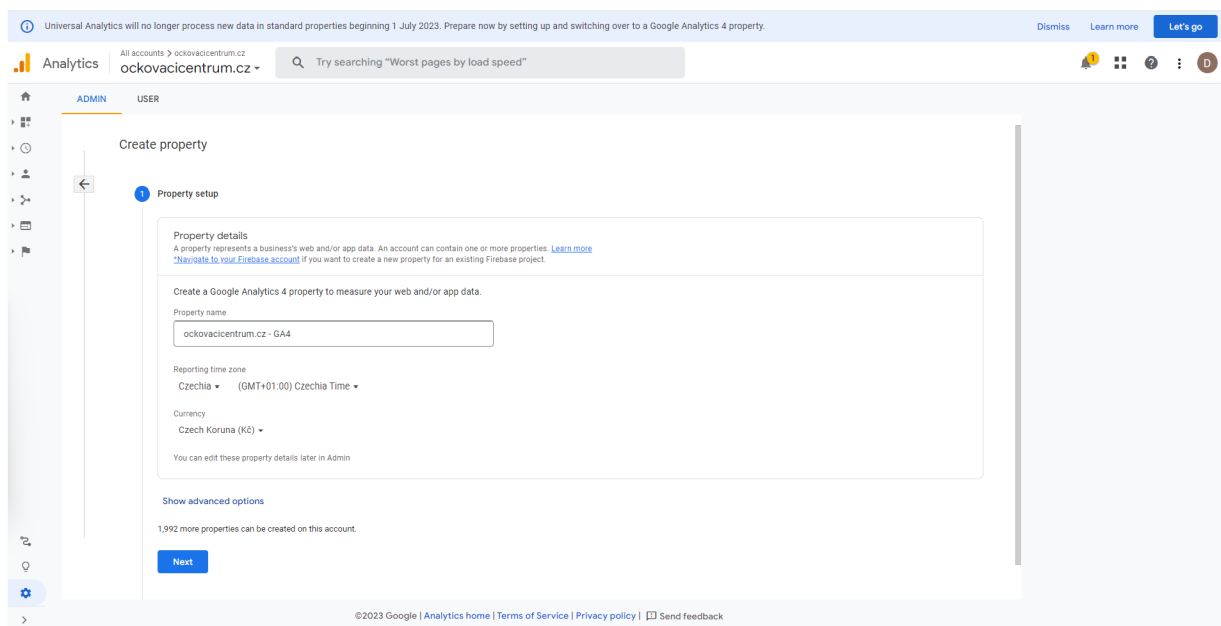 Universal Analytics will no longer process new data in standard properties beginning 1 July 2023. Prepare now by setting up and switching over to a Google Analytics 4 property.
Dismiss
Learn more
Let's go
Analytics
All accounts > ockovacicentrum.cz
ockovacicentrum.cz
Try searching “Worst pages by load speed”
1
D
ADMIN
USER
Create property
1 Property setup
Property details
A property represents a business's web and/or app data. An account can contain one or more properties. Learn more
*Navigate to your Firebase account if you want to create a new property for an existing Firebase project.
Create a Google Analytics 4 property to measure your web and/or app data.
Property name
ockovacicentrum.cz - GA4
Reporting time zone
Czechia (GMT+01:00) Czechia Time
Currency
Czech Koruna (Kč)
You can edit these property details later in Admin
Show advanced options
1,992 more properties can be created on this account.
Next
©2023 Google | Analytics home | Terms of Service | Privacy policy | Send feedback